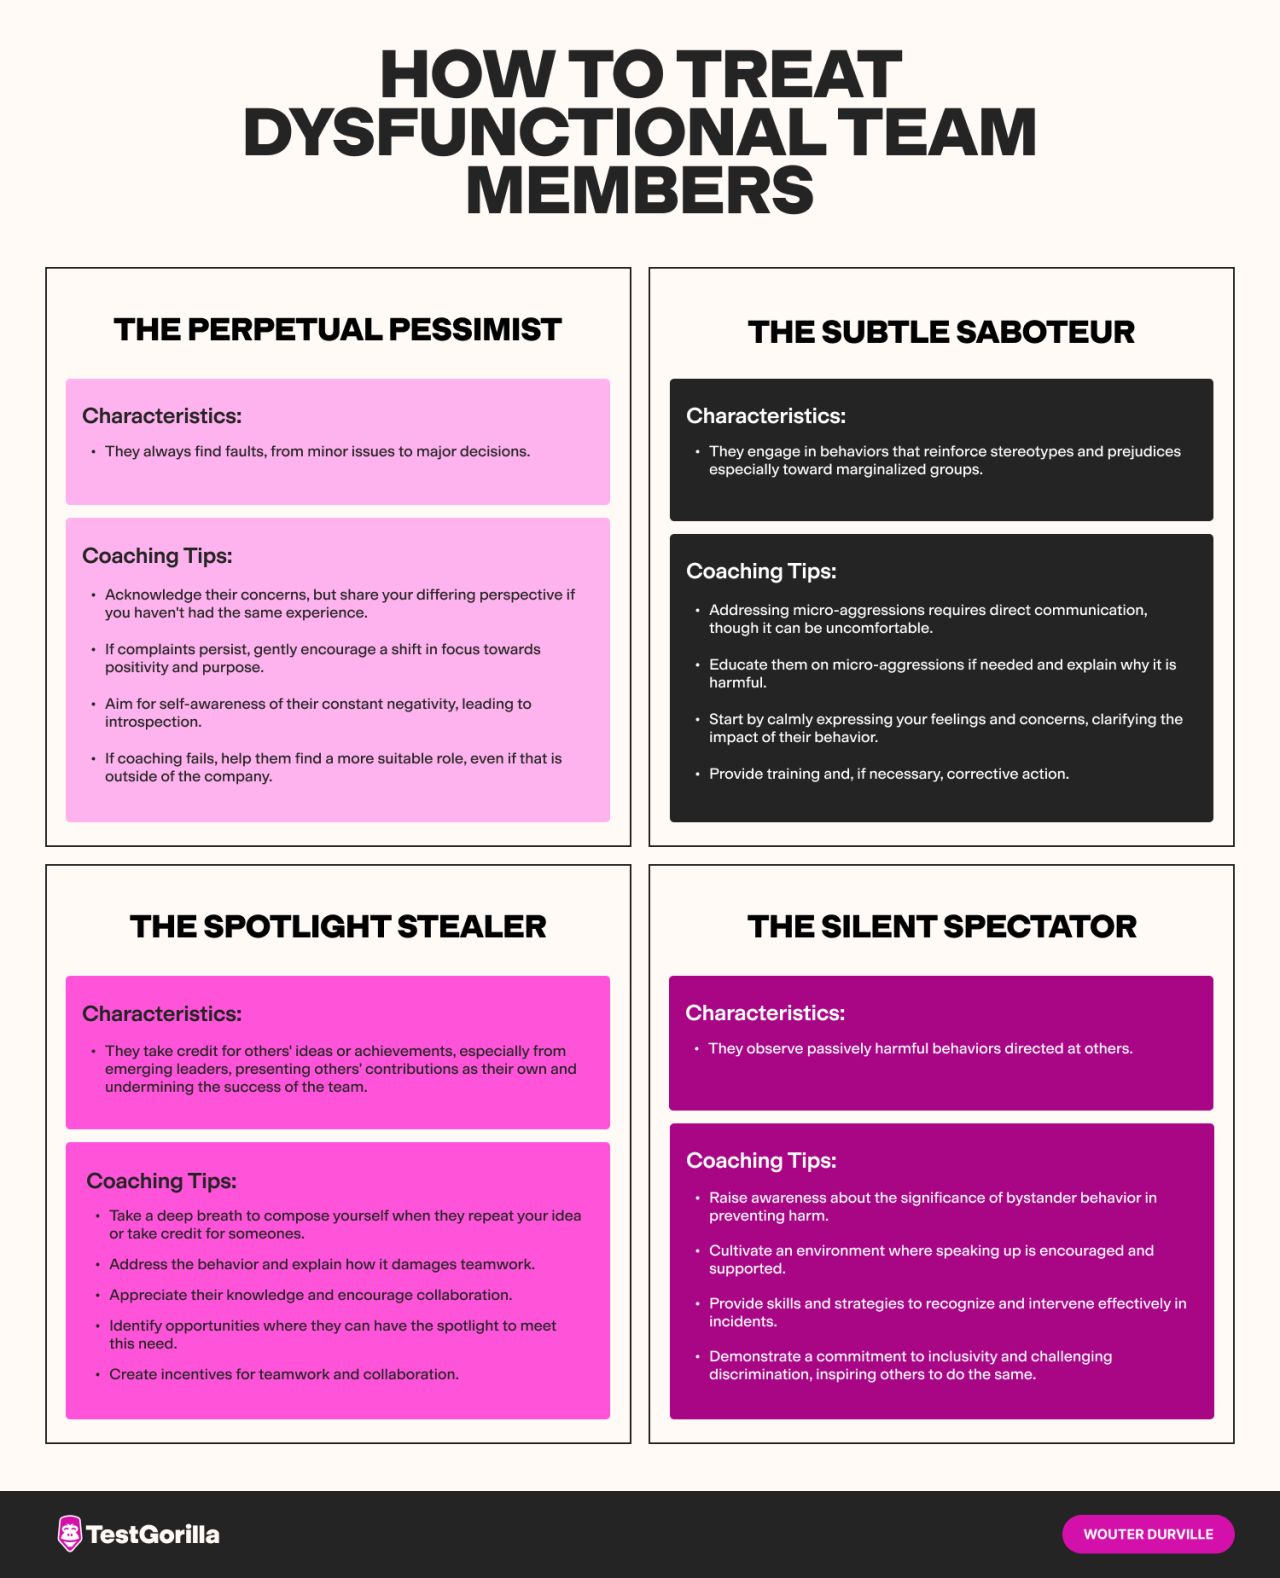 HOW TO TREAT
DYSFUNCTIONAL TEAM
MEMBERS
THE PERPETUAL PESSIMIST
Characteristics:
• They always find faults, from minor issues to major decisions.
Coaching Tips:
• Acknowledge their concerns, but share your differing perspective if
you haven't had the same experience.
• If complaints persist, gently encourage a shift in focus towards
positivity and purpose.
• Aim for self-awareness of their constant negativity, leading to
introspection.
• If coaching fails, help them find a more suitable role, even if that is
outside of the company.
THE SUBTLE SABOTEUR
Characteristics:
• They engage in behaviors that reinforce stereotypes and prejudices
especially toward marginalized groups.
Coaching Tips:
• Addressing micro-aggressions requires direct communication,
though it can be uncomfortable.
• Educate them on micro-aggressions if needed and explain why it is
harmful.
• Start by calmly expressing your feelings and concerns, clarifying the
impact of their behavior.
• Provide training and, if necessary, corrective action.
THE SPOTLIGHT STEALER
Characteristics:
• They take credit for others' ideas or achievements, especially from
emerging leaders, presenting others' contributions as their own and
undermining the success of the team.
Coaching Tips:
• Take a deep breath to compose yourself when they repeat your idea
or take credit for someones.
• Address the behavior and explain how it damages teamwork.
• Appreciate their knowledge and encourage collaboration.
• Identify opportunities where they can have the spotlight to meet
this need.
• Create incentives for teamwork and collaboration.
THE SILENT SPECTATOR
Characteristics:
• They observe passively harmful behaviors directed at others.
Coaching Tips:
• Raise awareness about the significance of bystander behavior in
preventing harm.
• Cultivate an environment where speaking up is encouraged and
supported.
• Provide skills and strategies to recognize and intervene effectively in
incidents.
• Demonstrate a commitment to inclusivity and challenging
discrimination, inspiring others to do the same.
TestGorilla
WOUTER DURVILLE